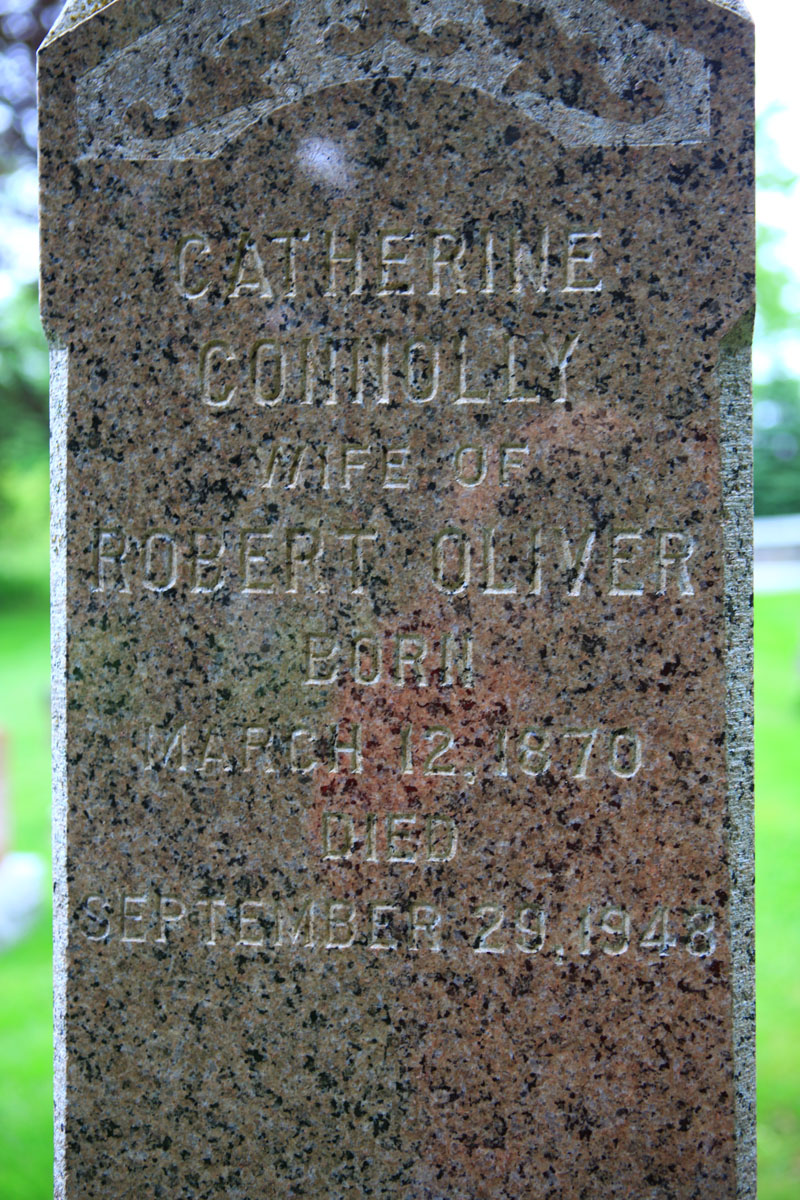 CATHERINE
CONNOLLY
WIFE OF
ROBERT OLIVER
BORN
MARCH 12, 1870
DIED
SEPTEMBER 29, 1948